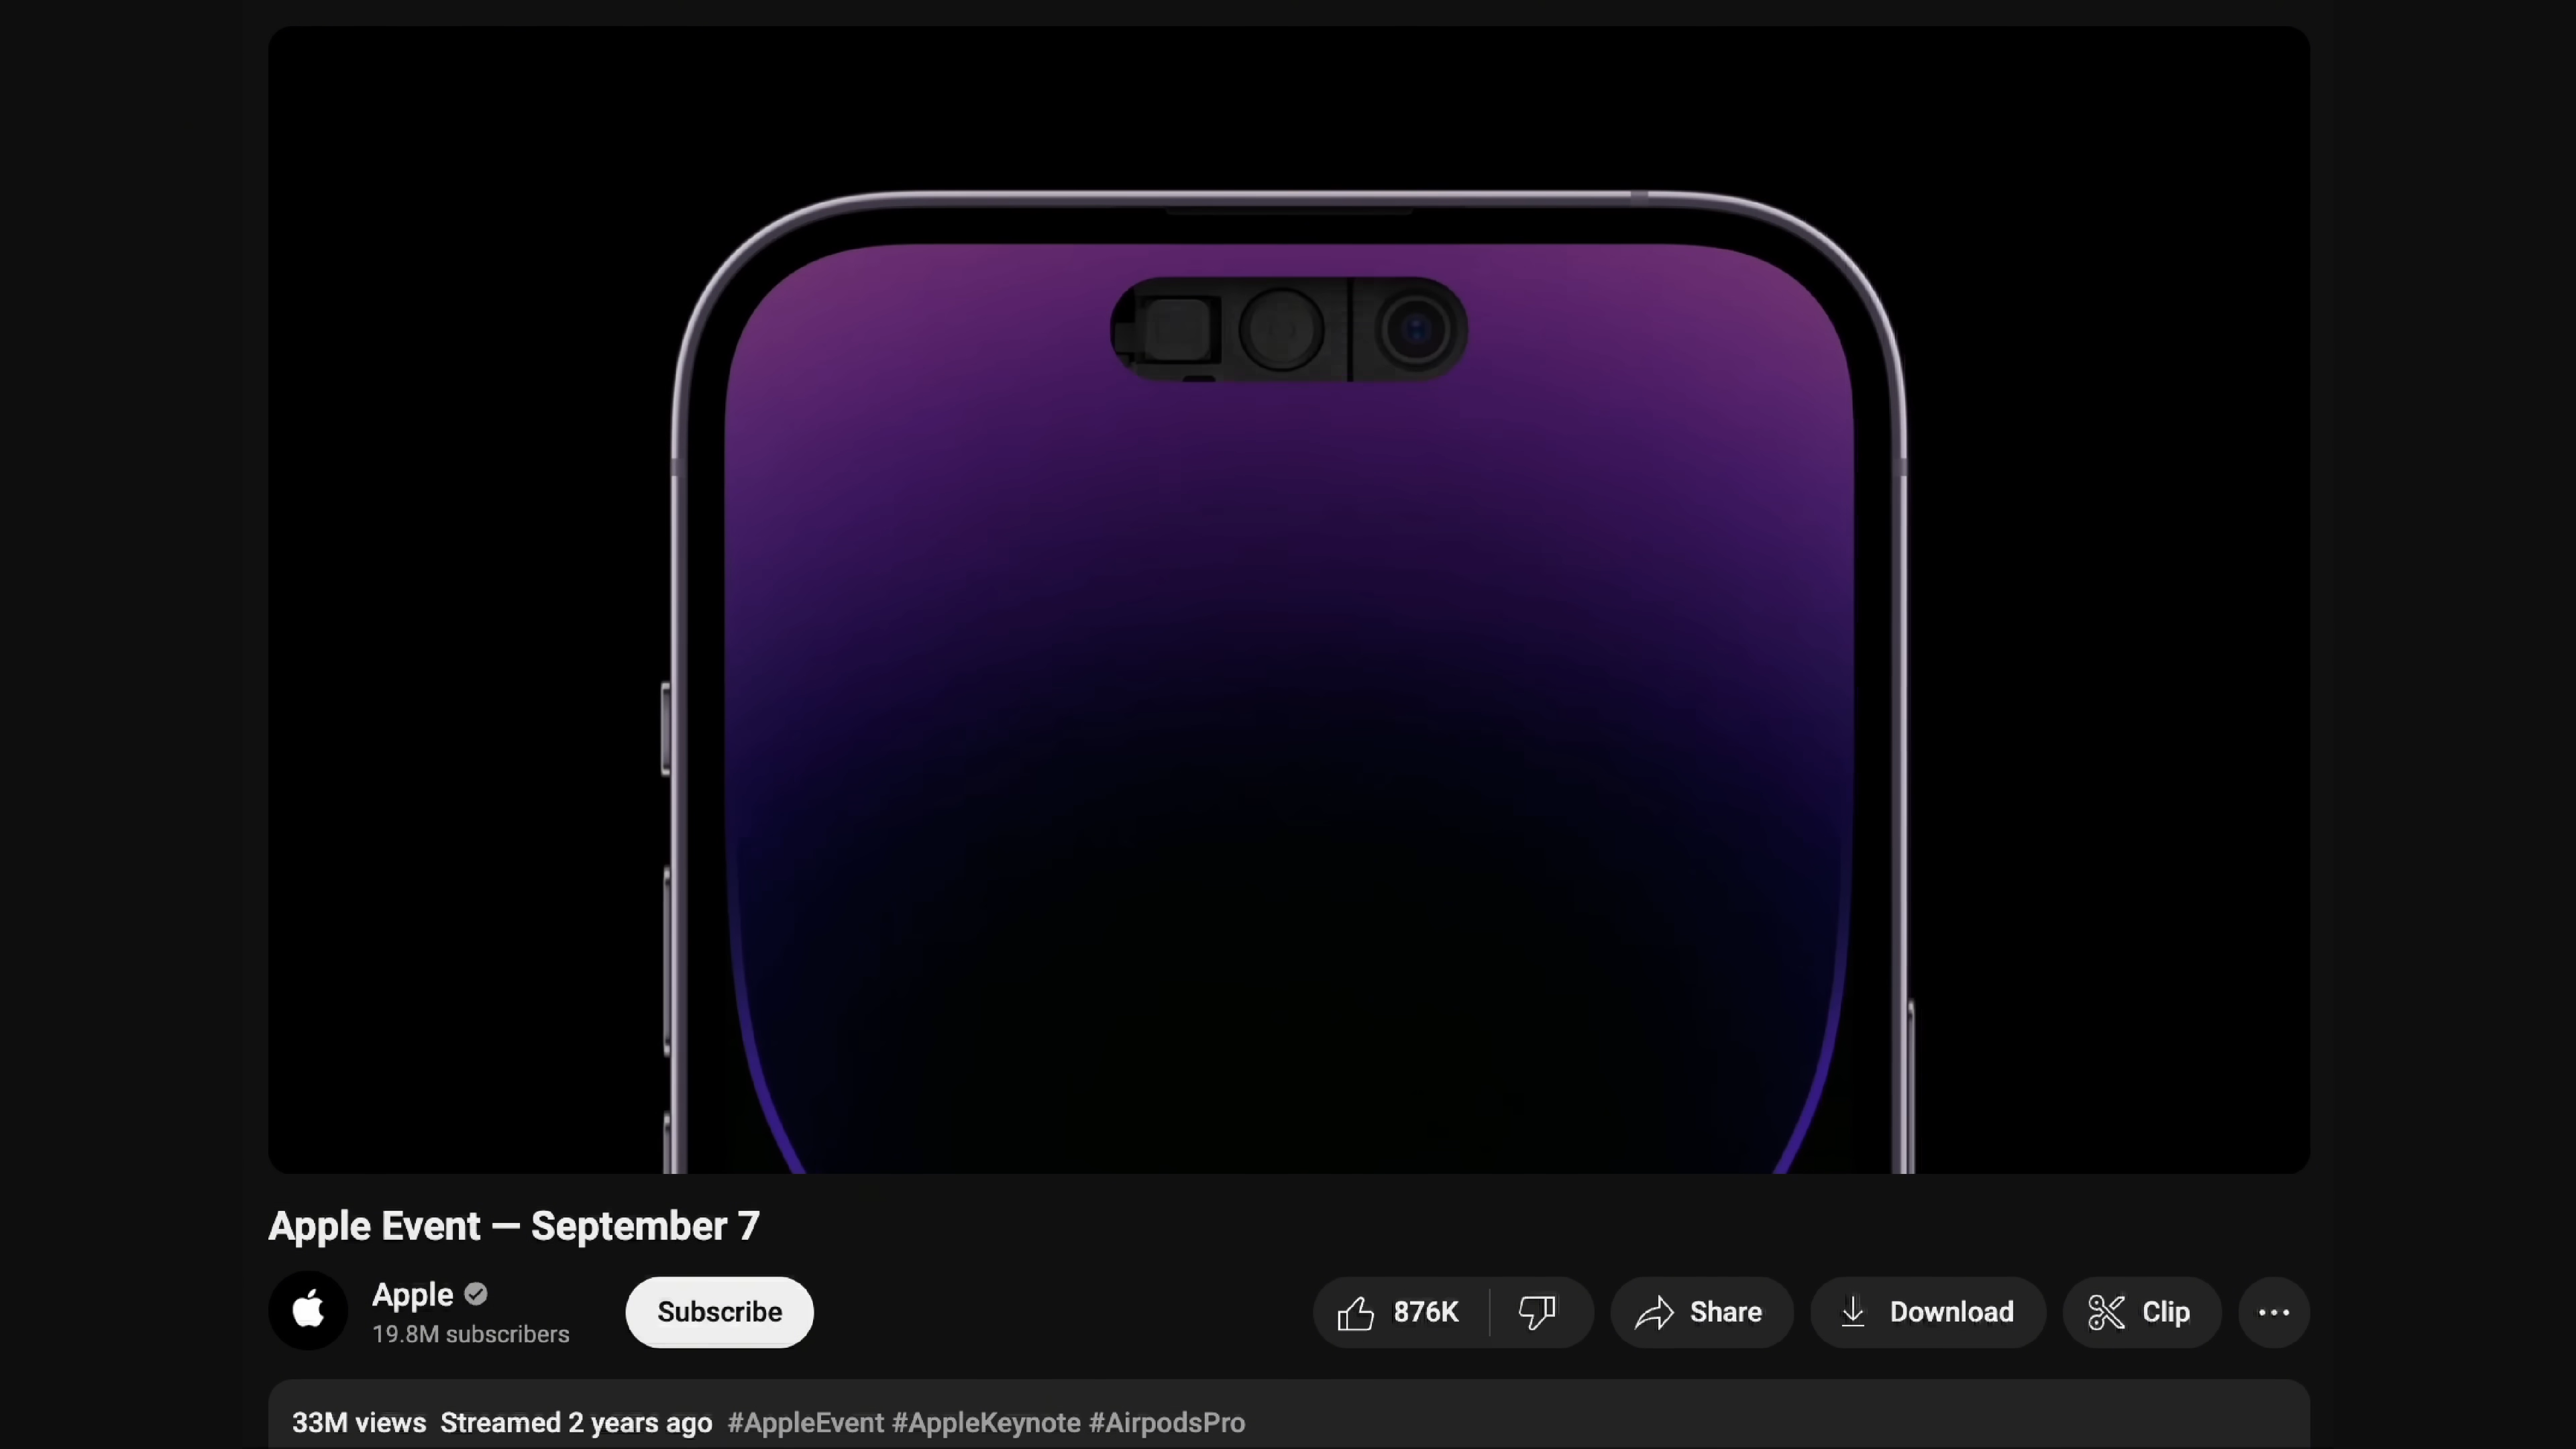 Apple Event — September 7
Apple
19.8M subscribers
Subscribe
876K
Share
Download
Clip
33M views Streamed 2 years ago #AppleEvent #AppleKeynote #AirpodsPro